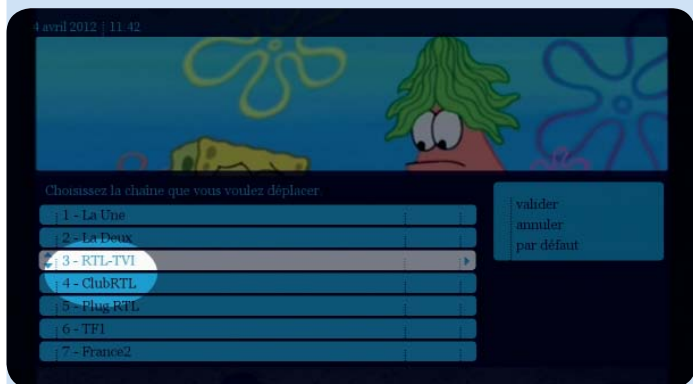 4 avril 2012 | 11.42
Choisissez la chaîne que vous voulez déplacer.
1 - La Une
2 - La Deux
3 - RTL-TVI
4 - ClubRTL
5 - Plug RTL
6 - TF1
7 - France2
valider
annuler
par défaut